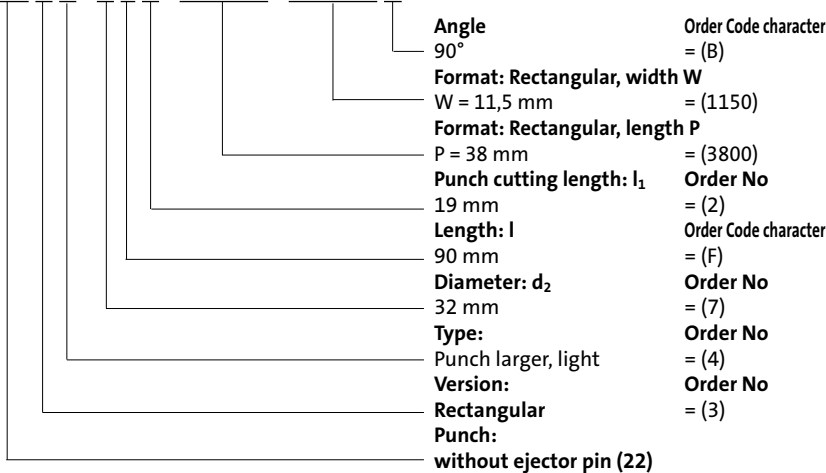 Angle Order Code character
90° = (B)
Format: Rectangular, width W
W = 11,5 mm = (1150)
Format: Rectangular, length P
P = 38 mm = (3800)
Punch cutting length: l₁ Order No
19 mm = (2)
Length: l Order Code character
90 mm = (F)
Diameter: d₂ Order No
32 mm = (7)
Type: Order No
Punch larger, light = (4)
Version: Order No
Rectangular = (3)
Punch:
without ejector pin (22)